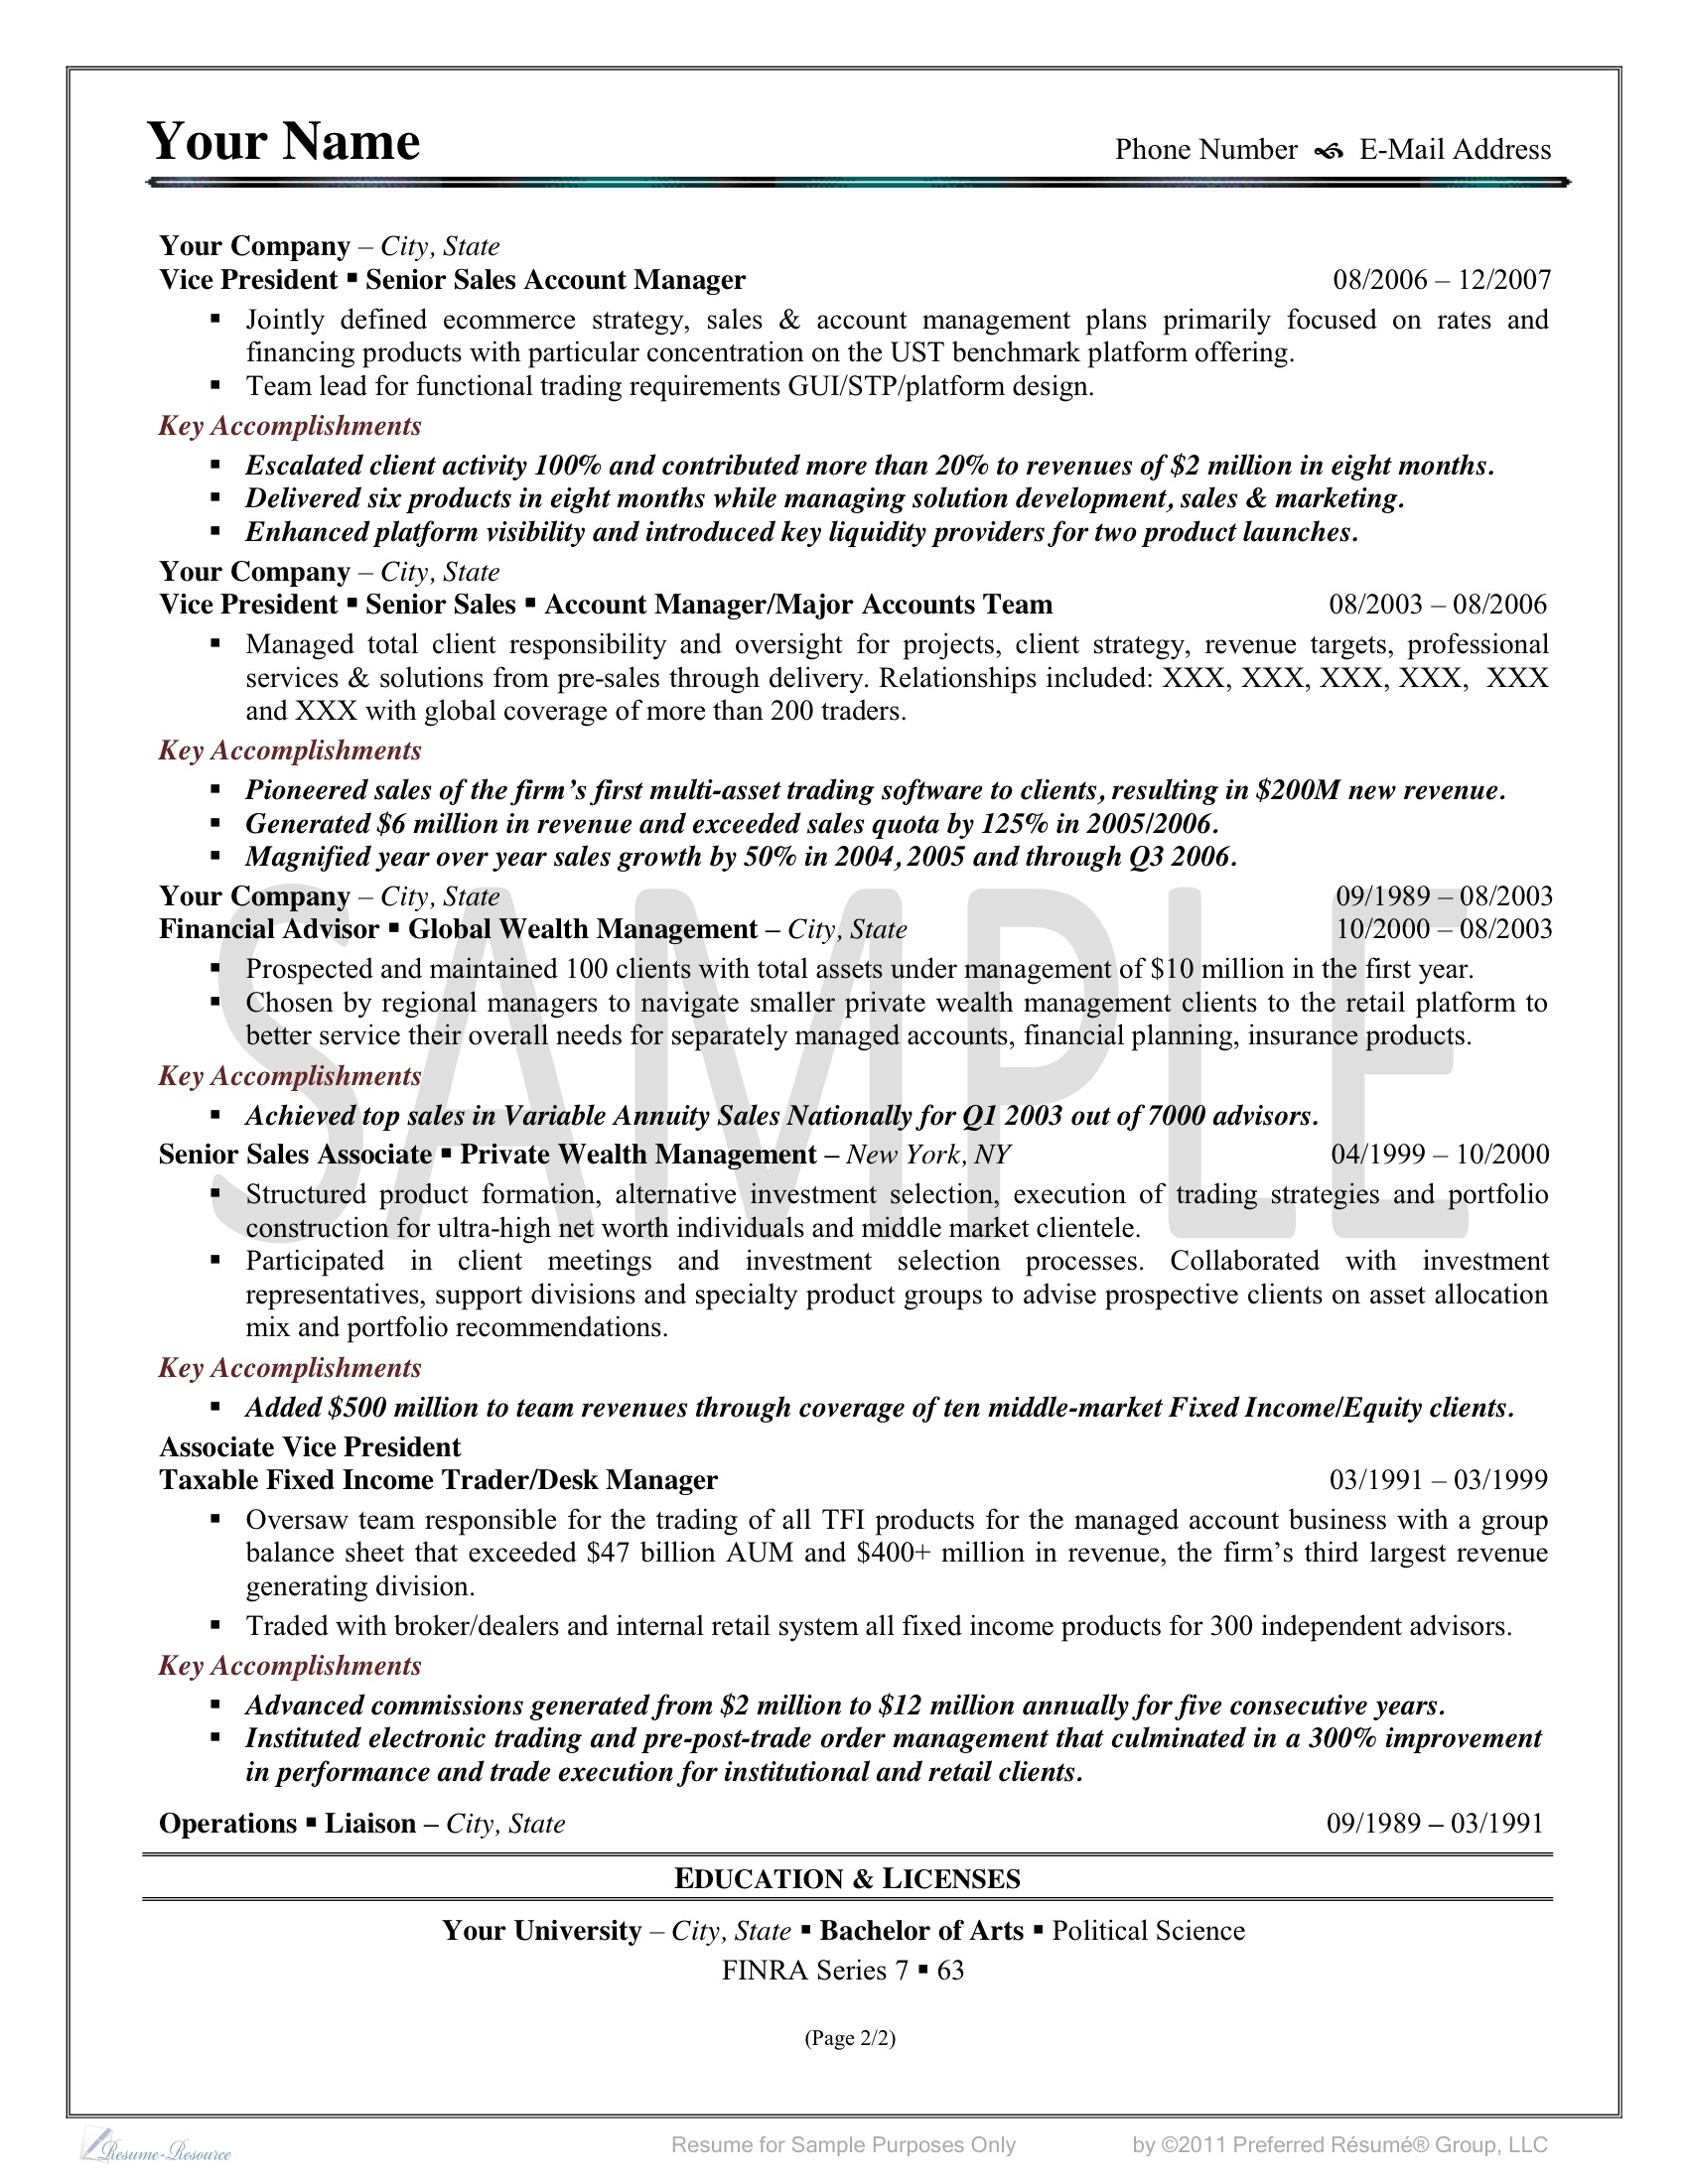 Your Name
Phone Number E-Mail Address
Your Company – City, State
Vice President ▪ Senior Sales Account Manager 08/2006 – 12/2007
▪ Jointly defined ecommerce strategy, sales & account management plans primarily focused on rates and
financing products with particular concentration on the UST benchmark platform offering.
▪ Team lead for functional trading requirements GUI/STP/platform design.
Key Accomplishments
▪ Escalated client activity 100% and contributed more than 20% to revenues of $2 million in eight months.
▪ Delivered six products in eight months while managing solution development, sales & marketing.
▪ Enhanced platform visibility and introduced key liquidity providers for two product launches.
Your Company – City, State
Vice President ▪ Senior Sales ▪ Account Manager/Major Accounts Team 08/2003 – 08/2006
▪ Managed total client responsibility and oversight for projects, client strategy, revenue targets, professional
services & solutions from pre-sales through delivery. Relationships included: XXX, XXX, XXX, XXX, XXX
and XXX with global coverage of more than 200 traders.
Key Accomplishments
▪ Pioneered sales of the firm’s first multi-asset trading software to clients, resulting in $200M new revenue.
▪ Generated $6 million in revenue and exceeded sales quota by 125% in 2005/2006.
▪ Magnified year over year sales growth by 50% in 2004, 2005 and through Q3 2006.
Your Company – City, State 09/1989 – 08/2003
Financial Advisor ▪ Global Wealth Management – City, State 10/2000 – 08/2003
▪ Prospected and maintained 100 clients with total assets under management of $10 million in the first year.
▪ Chosen by regional managers to navigate smaller private wealth management clients to the retail platform to
better service their overall needs for separately managed accounts, financial planning, insurance products.
Key Accomplishments
▪ Achieved top sales in Variable Annuity Sales Nationally for Q1 2003 out of 7000 advisors.
SAMPLE
Senior Sales Associate ▪ Private Wealth Management – New York, NY 04/1999 – 10/2000
▪ Structured product formation, alternative investment selection, execution of trading strategies and portfolio
construction for ultra-high net worth individuals and middle market clientele.
▪ Participated in client meetings and investment selection processes. Collaborated with investment
representatives, support divisions and specialty product groups to advise prospective clients on asset allocation
mix and portfolio recommendations.
Key Accomplishments
▪ Added $500 million to team revenues through coverage of ten middle-market Fixed Income/Equity clients.
Associate Vice President
Taxable Fixed Income Trader/Desk Manager 03/1991 – 03/1999
▪ Oversaw team responsible for the trading of all TFI products for the managed account business with a group
balance sheet that exceeded $47 billion AUM and $400+ million in revenue, the firm’s third largest revenue
generating division.
▪ Traded with broker/dealers and internal retail system all fixed income products for 300 independent advisors.
Key Accomplishments
▪ Advanced commissions generated from $2 million to $12 million annually for five consecutive years.
▪ Instituted electronic trading and pre-post-trade order management that culminated in a 300% improvement
in performance and trade execution for institutional and retail clients.
Operations ▪ Liaison – City, State 09/1989 – 03/1991
EDUCATION & LICENSES
Your University – City, State ▪ Bachelor of Arts ▪ Political Science
FINRA Series 7 ▪ 63
(Page 2/2)
Resume-Resource
Resume for Sample Purposes Only by ©2011 Preferred Résumé® Group, LLC